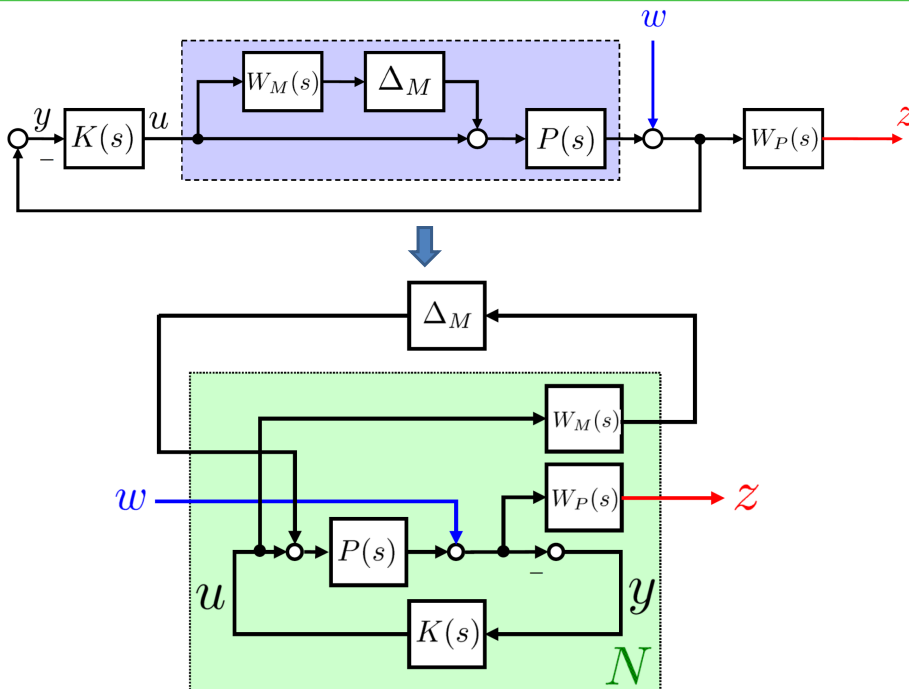 w
W_M(s) Δ_M
y K(s) u P(s) W_P(s) z
−
Δ_M
W_M(s)
w W_P(s) z
P(s)
−
u y
K(s)
N